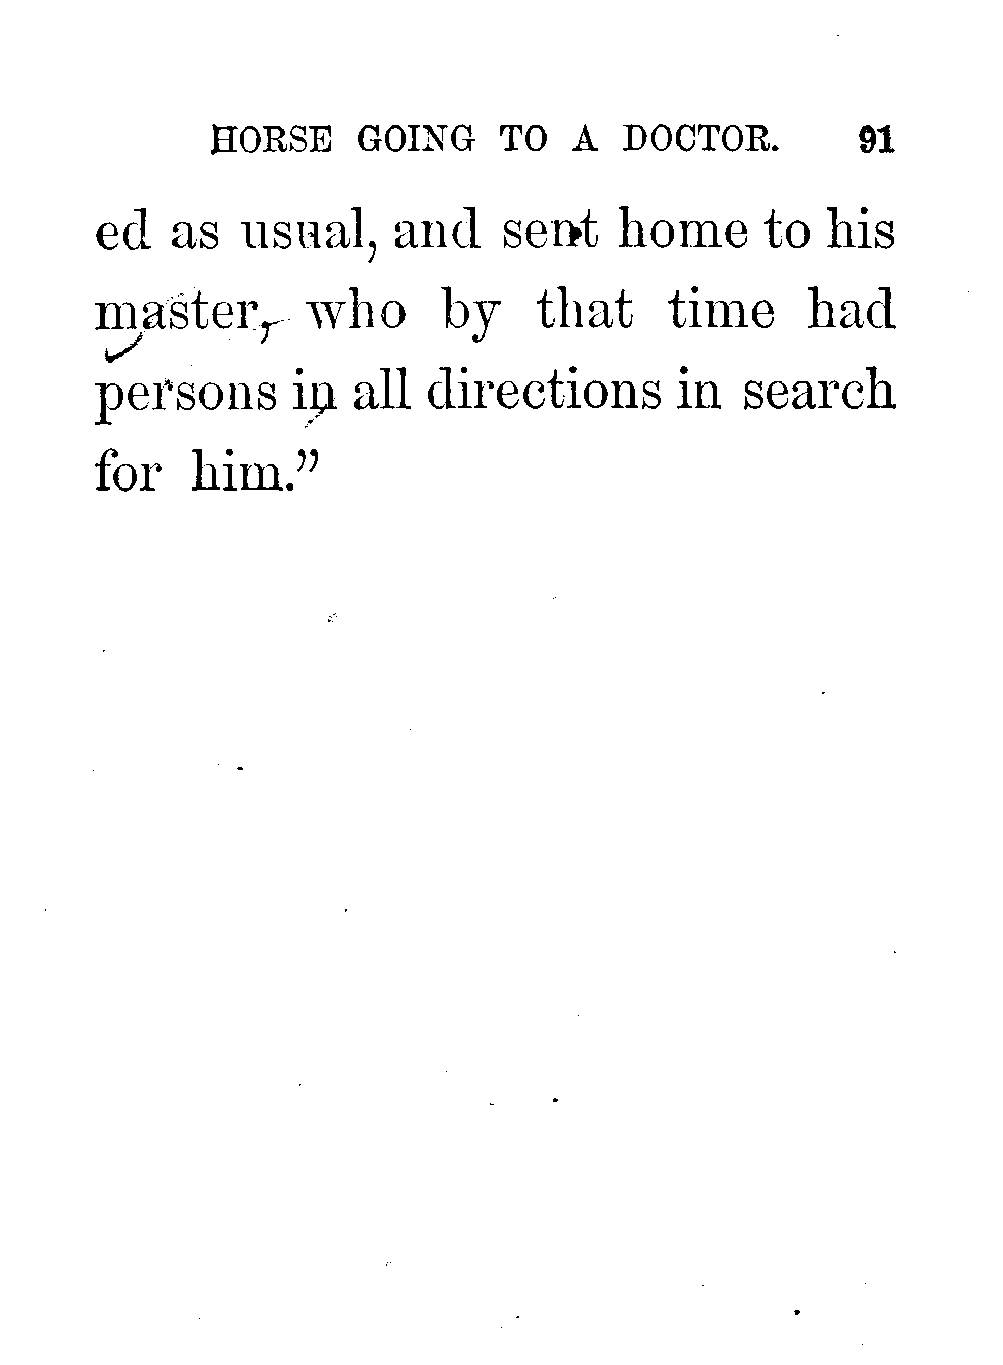 HORSE GOING TO A DOCTOR. 91
ed as usual, and sent home to his
master, who by that time had
persons in all directions in search
for him.”